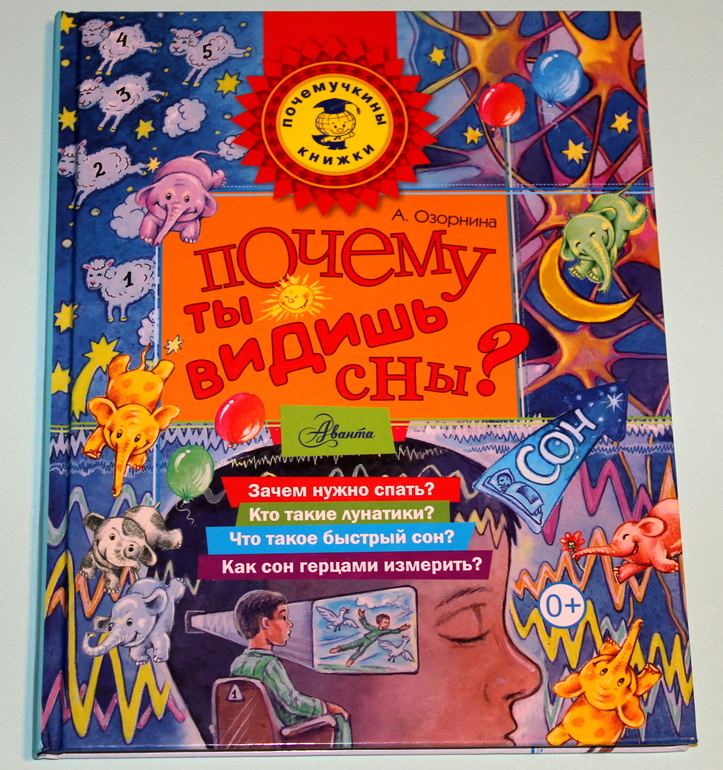 4
5
3
2
1
почемучкины
книжки
А. Озорнина
почему
ты
видишь
сны?
Аванта
Сон
Зачем нужно спать?
Кто такие лунатики?
Что такое быстрый сон?
Как сон герцами измерить?
0+
1